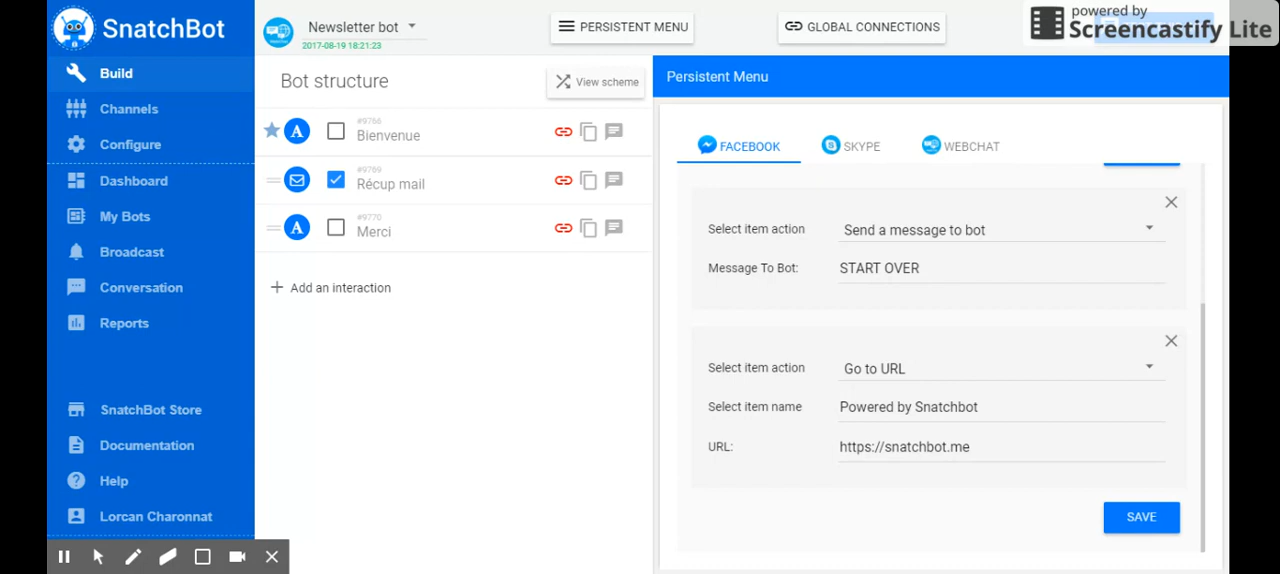 SnatchBot
Build
Channels
Configure
Dashboard
My Bots
Broadcast
Conversation
Reports
SnatchBot Store
Documentation
Help
Lorcan Charonnat
Newsletter bot
2017-08-19 18:21:23
PERSISTENT MENU
GLOBAL CONNECTIONS
powered by
Screencastify Lite
Bot structure
View scheme
#9766
Bienvenue
#9769
Récup mail
#9770
Merci
Add an interaction
Persistent Menu
FACEBOOK
SKYPE
WEBCHAT
Select item action
Send a message to bot
Message To Bot:
START OVER
Select item action
Go to URL
Select item name
Powered by Snatchbot
URL:
https://snatchbot.me
SAVE